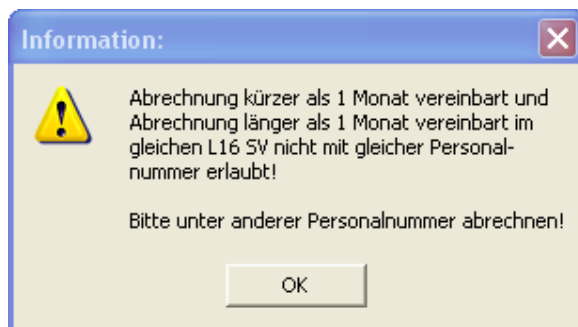 Information:
Abrechnung kürzer als 1 Monat vereinbart und
Abrechnung länger als 1 Monat vereinbart im
gleichen L16 SV nicht mit gleicher Personal-
nummer erlaubt!
Bitte unter anderer Personalnummer abrechnen!
OK